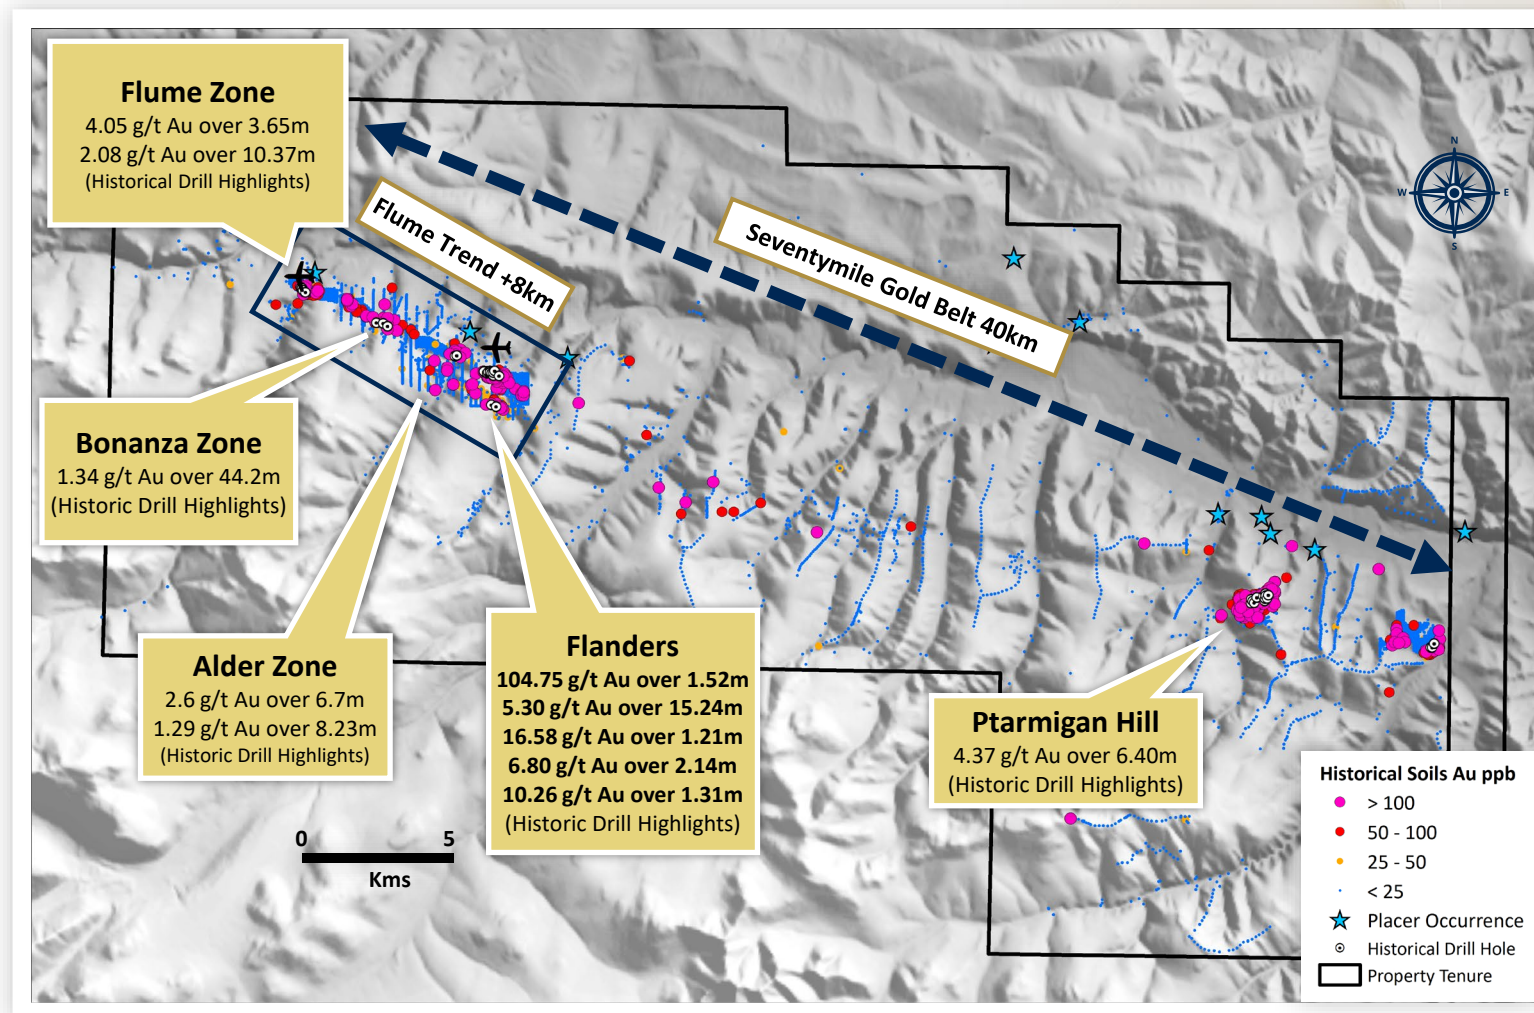 Flume Zone
4.05 g/t Au over 3.65m
2.08 g/t Au over 10.37m
(Historical Drill Highlights)
Flume Trend +8km
Seventymile Gold Belt 40km
N
W
E
S
Bonanza Zone
1.34 g/t Au over 44.2m
(Historic Drill Highlights)
Alder Zone
2.6 g/t Au over 6.7m
1.29 g/t Au over 8.23m
(Historic Drill Highlights)
Flanders
104.75 g/t Au over 1.52m
5.30 g/t Au over 15.24m
16.58 g/t Au over 1.21m
6.80 g/t Au over 2.14m
10.26 g/t Au over 1.31m
(Historic Drill Highlights)
Ptarmigan Hill
4.37 g/t Au over 6.40m
(Historic Drill Highlights)
0 5
Kms
Historical Soils Au ppb
> 100
50 - 100
25 - 50
< 25
Placer Occurrence
Historical Drill Hole
Property Tenure